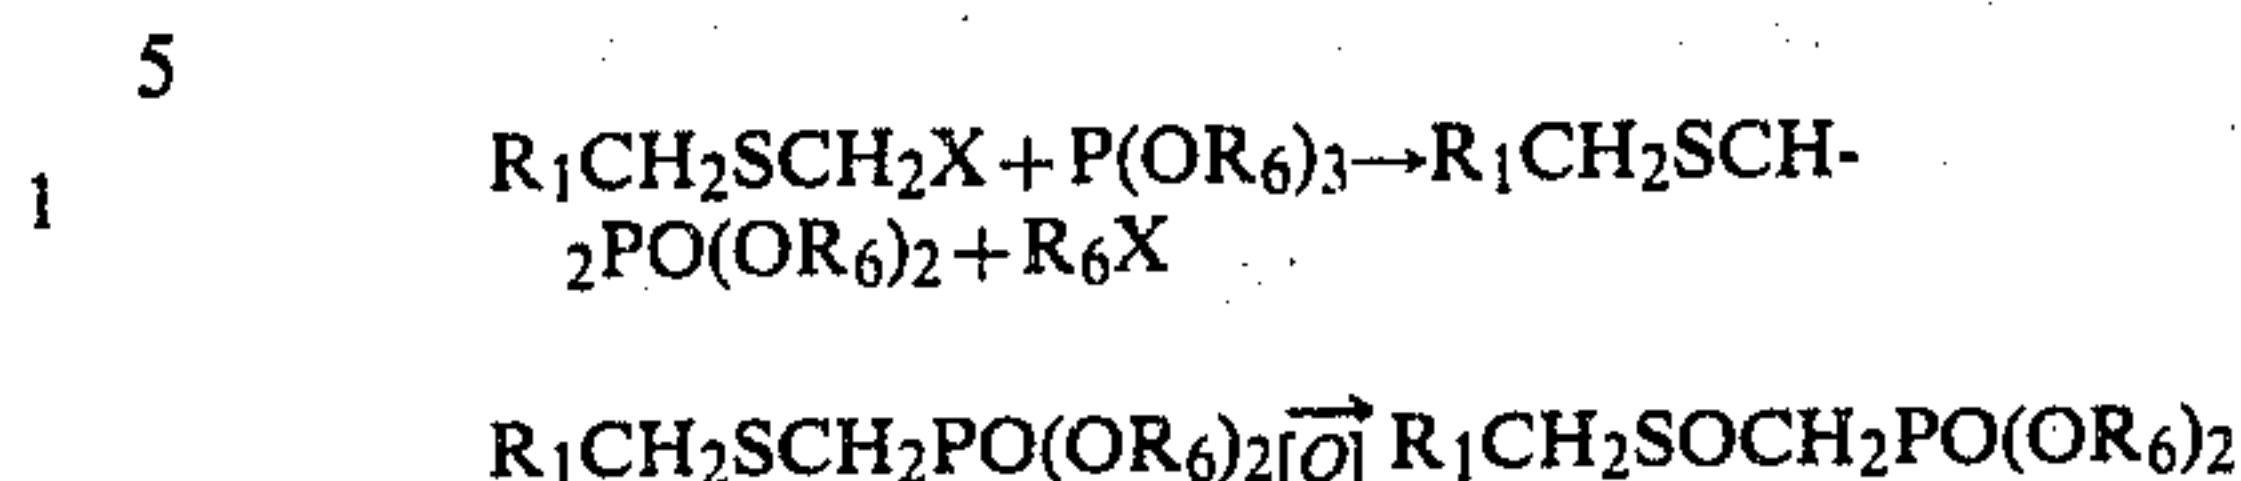 5
R₁CH₂SCH₂X+P(OR₆)₃→R₁CH₂SCH-
1
₂PO(OR₆)₂+R₆X
R₁CH₂SCH₂PO(OR₆)₂[O]→ R₁CH₂SOCH₂PO(OR₆)₂